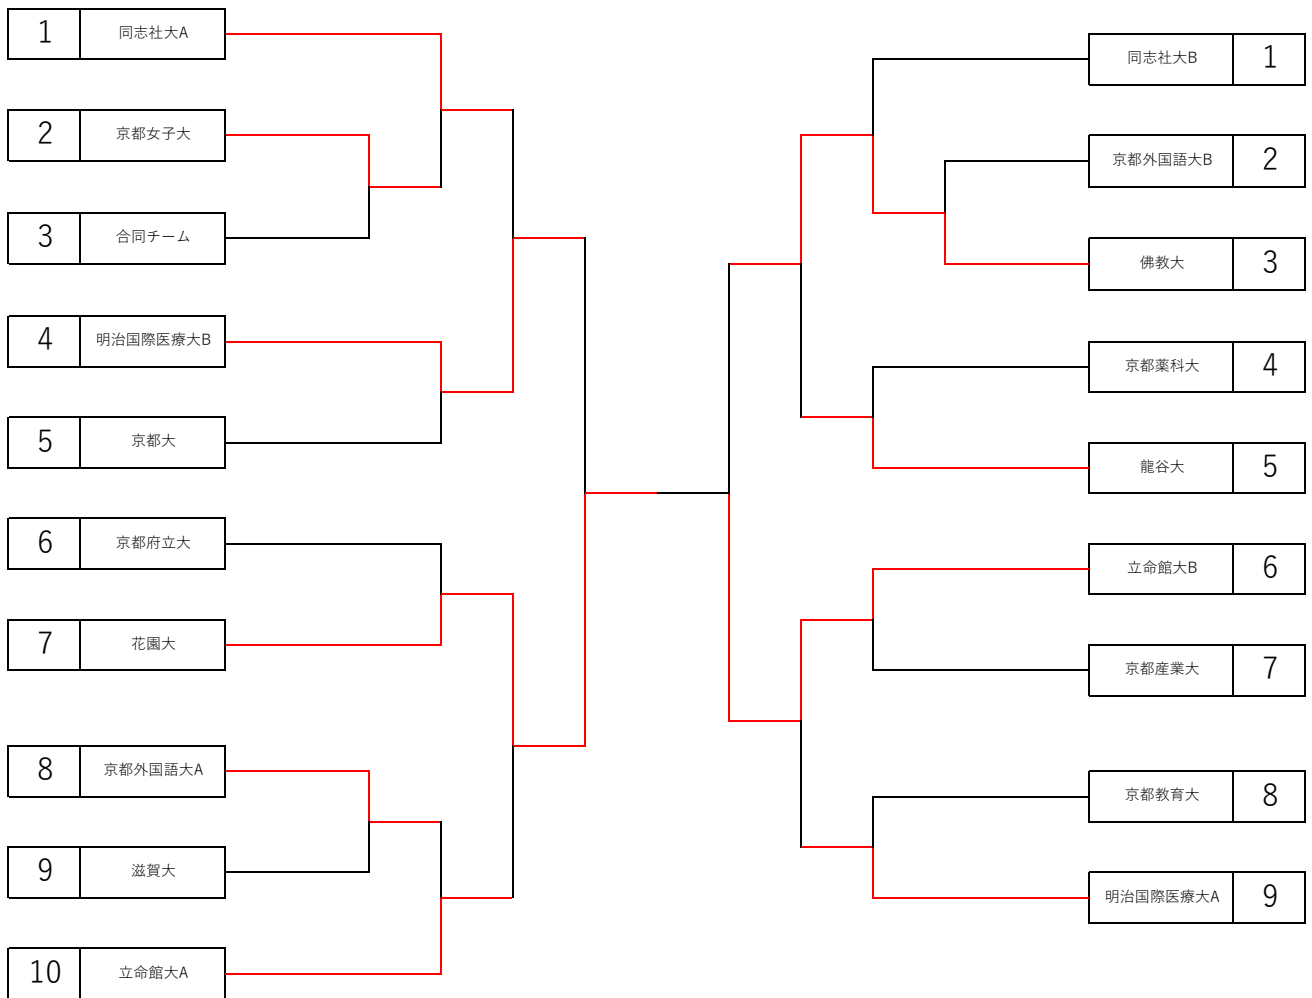 1 同志社大A
2 京都女子大
3 合同チーム
4 明治国際医療大B
5 京都大
6 京都府立大
7 花園大
8 京都外国語大A
9 滋賀大
10 立命館大A
同志社大B 1
京都外国語大B 2
佛教大 3
京都薬科大 4
龍谷大 5
立命館大B 6
京都産業大 7
京都教育大 8
明治国際医療大A 9